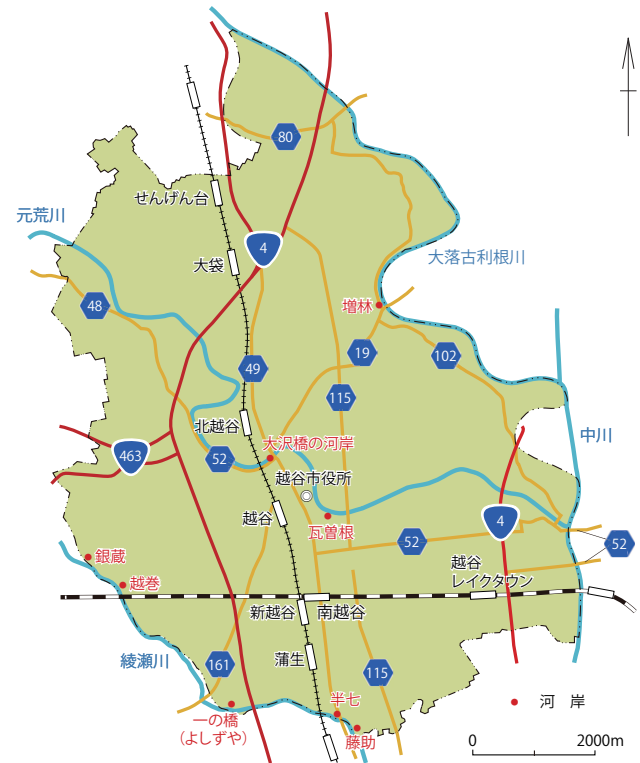 80
せんげん台
元荒川
4
大落古利根川
大袋
48
増林
19
102
49
115
北越谷
中川
大沢橋の河岸
463
52
越谷市役所
越谷
瓦曽根
4
52
52
銀蔵
越谷
レイクタウン
越巻
新越谷
南越谷
綾瀬川
蒲生
161
115
半七
河 岸
一の橋
(よしずや)
藤助
0
2000m